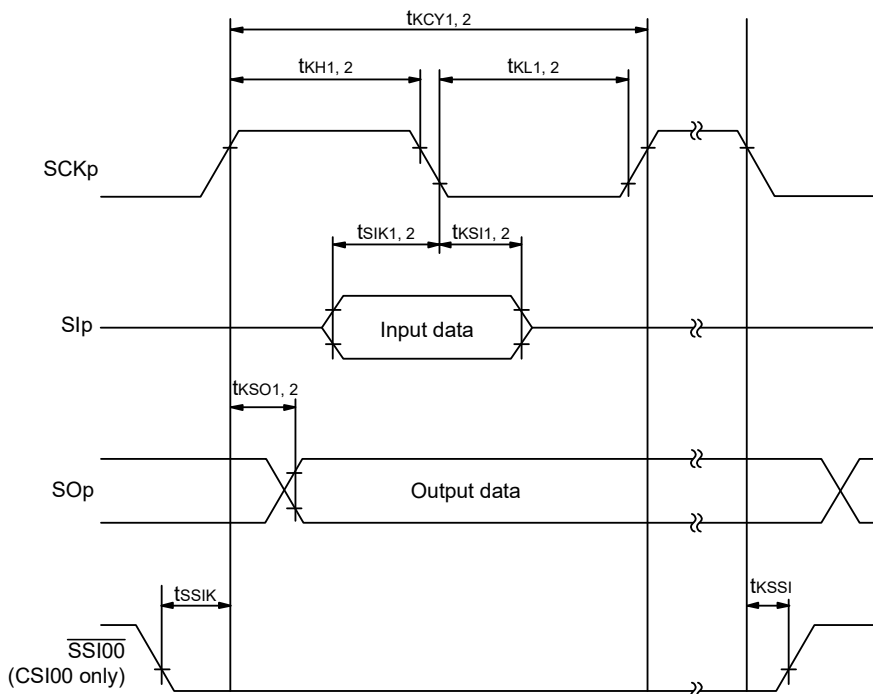 tKCY1, 2
tKH1, 2
tKL1, 2
SCKp
tSIK1, 2
tKSI1, 2
SIp
Input data
tKSO1, 2
SOp
Output data
tSSIK
tKSSI
SSI00
(CSI00 only)